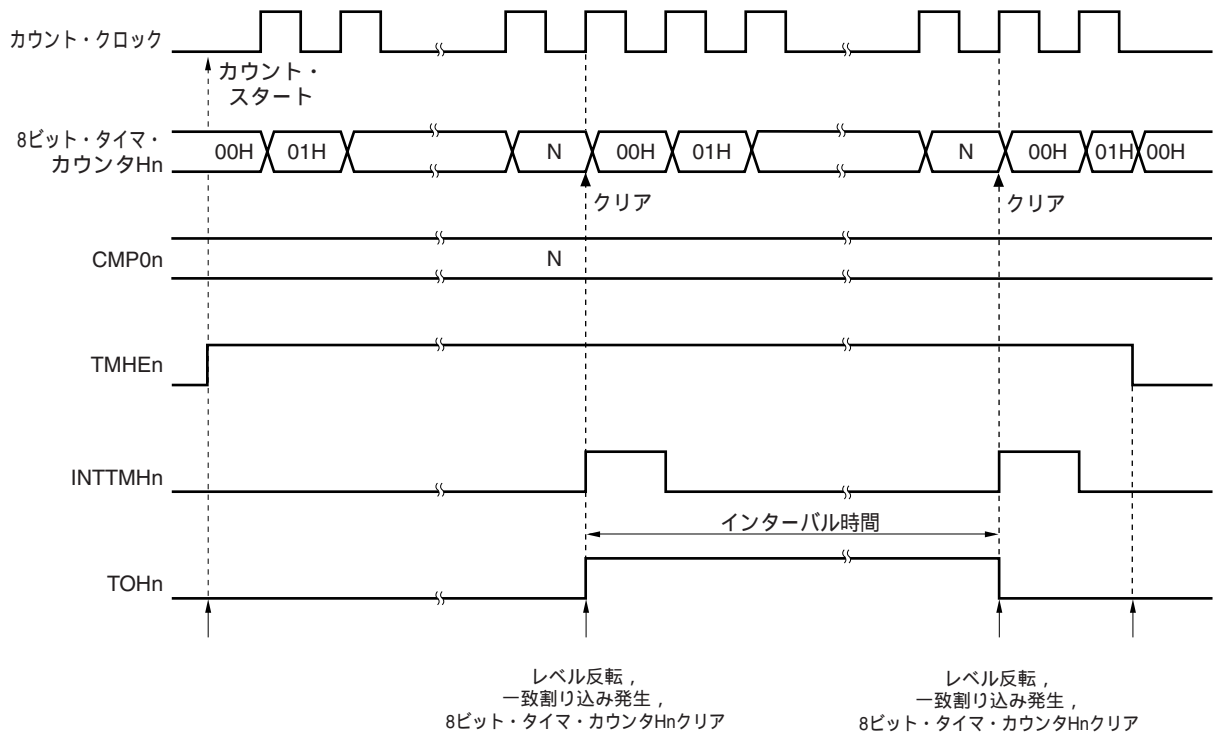 カウント・クロック
カウント・
スタート
8ビット・タイマ・
カウンタHn
00H 01H N 00H 01H N 00H 01H 00H
クリア クリア
CMP0n N
TMHEn
INTTMHn
インターバル時間
TOHn
レベル反転，
一致割り込み発生，
8ビット・タイマ・カウンタHnクリア
レベル反転，
一致割り込み発生，
8ビット・タイマ・カウンタHnクリア